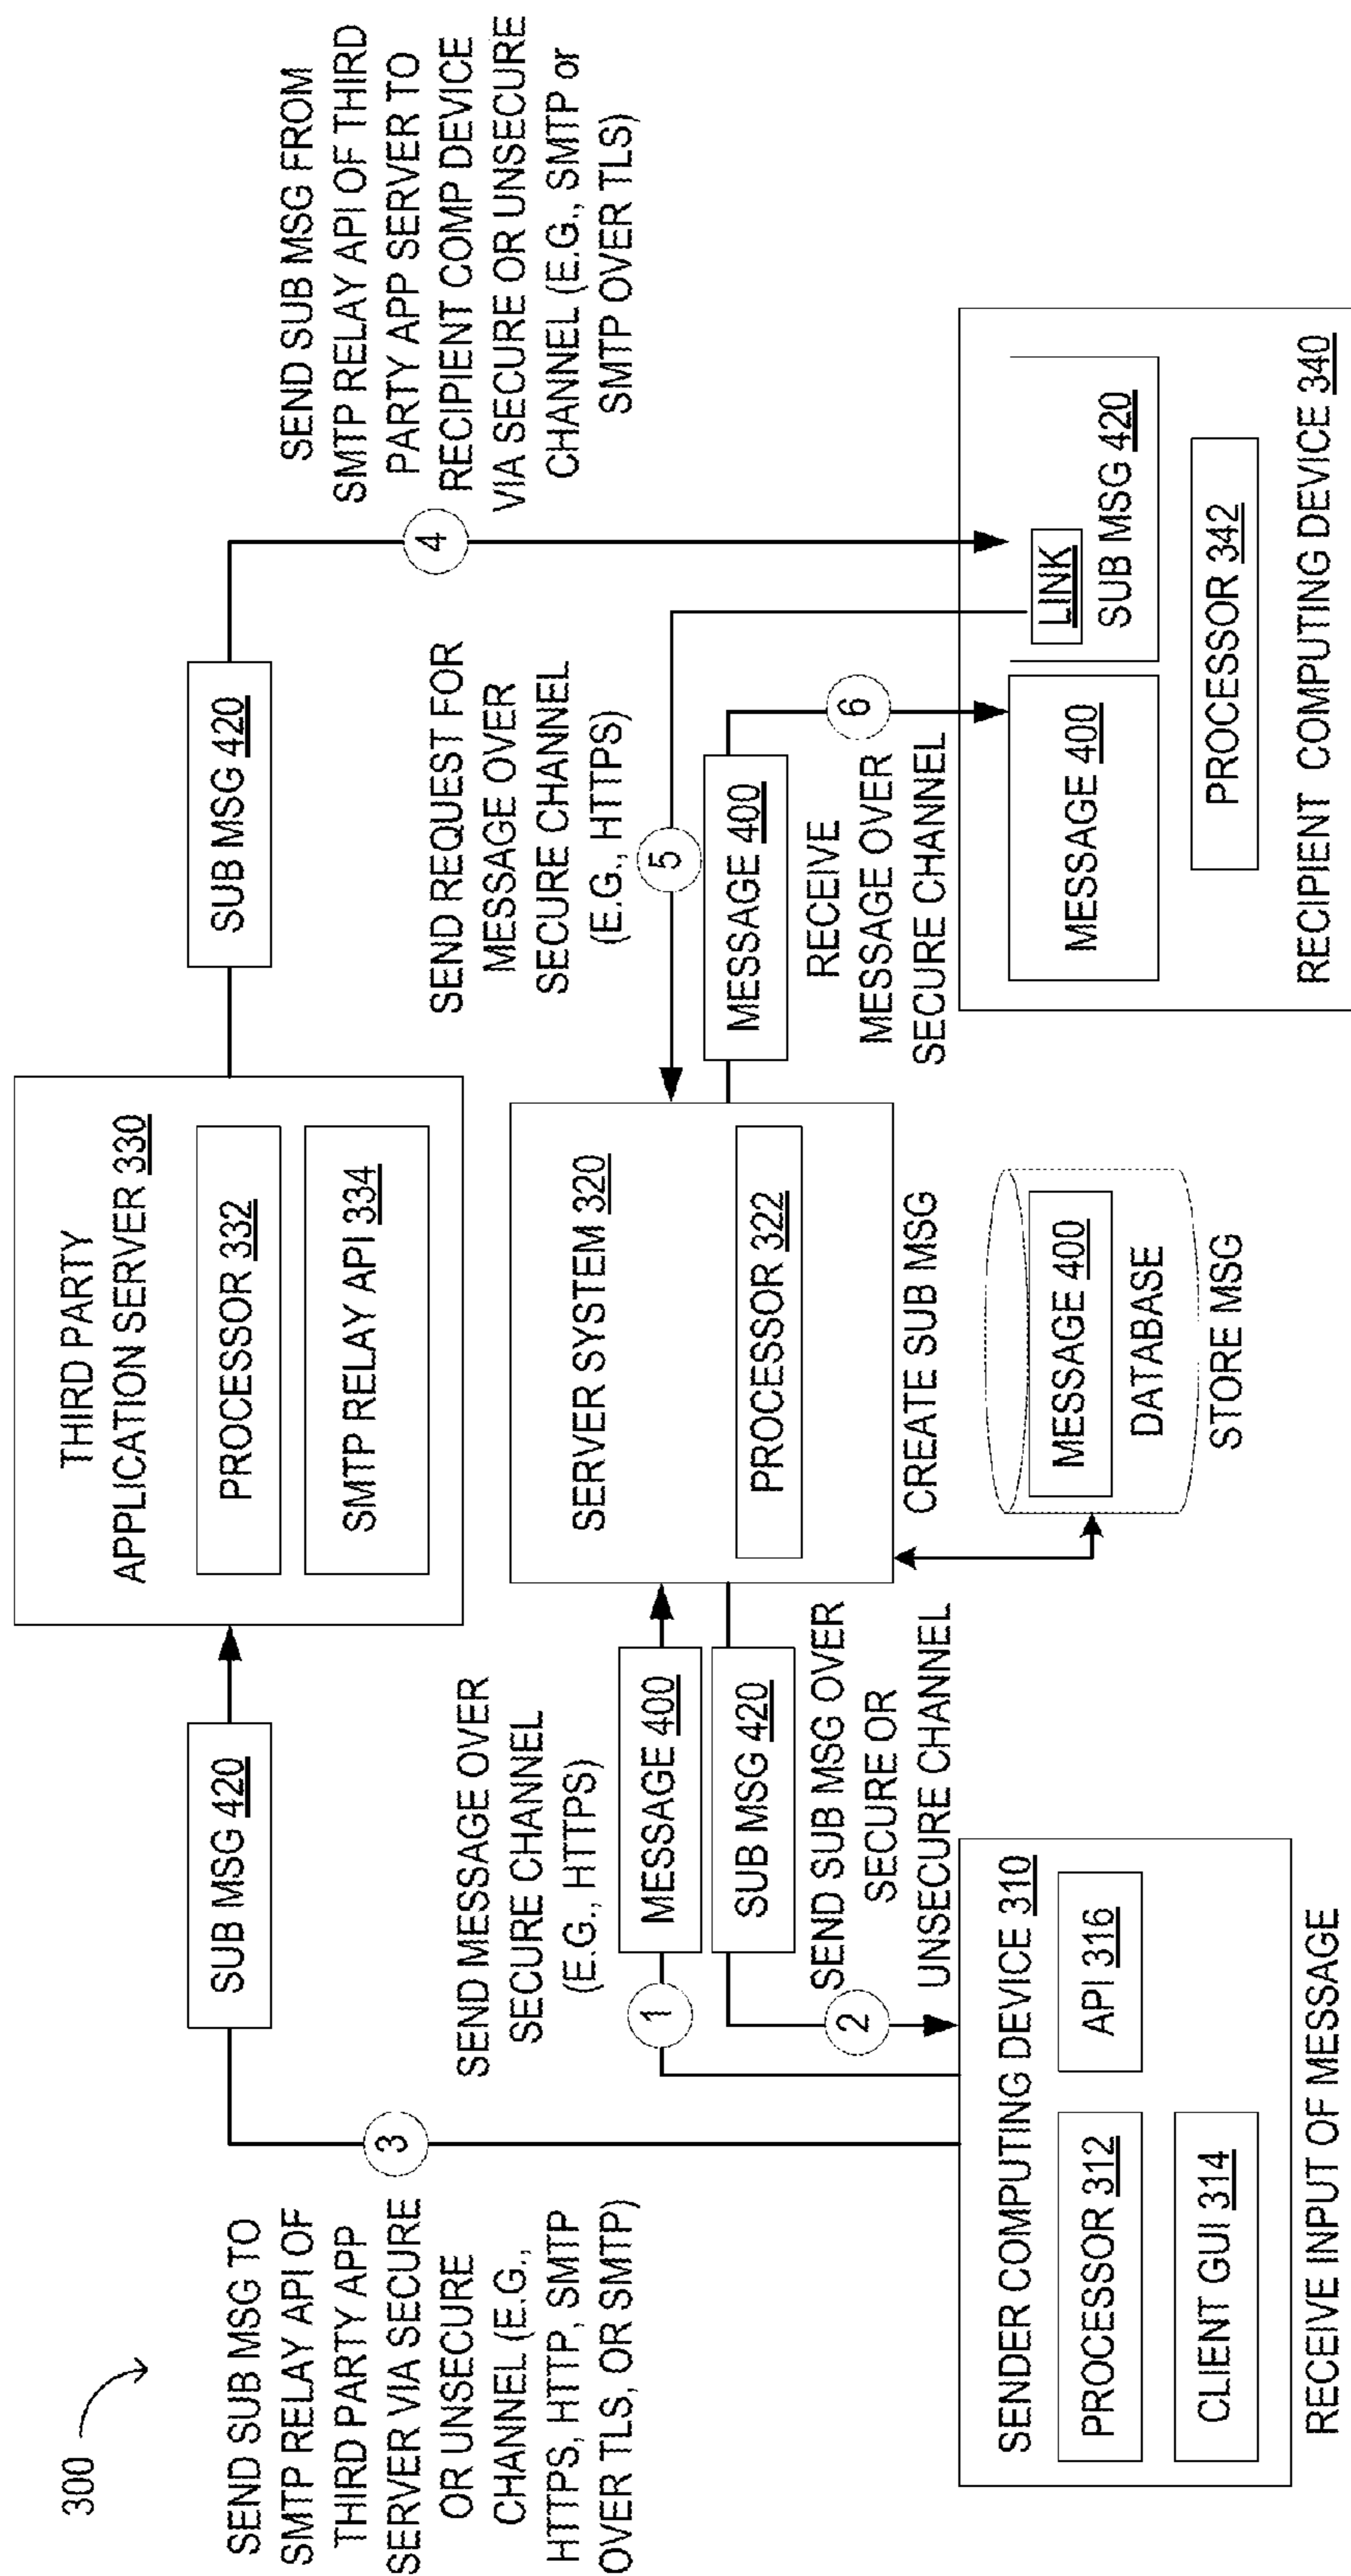 300
SEND SUB MSG TO
SMTP RELAY API OF
THIRD PARTY APP
SERVER VIA SECURE
OR UNSECURE
CHANNEL (E.G.,
HTTPS, HTTP, SMTP
OVER TLS, OR SMTP)
3
SUB MSG 420
THIRD PARTY
APPLICATION SERVER 330
PROCESSOR 332
SMTP RELAY API 334
SUB MSG 420
4
SEND SUB MSG FROM
SMTP RELAY API OF THIRD
PARTY APP SERVER TO
RECIPIENT COMP DEVICE
VIA SECURE OR UNSECURE
CHANNEL (E.G., SMTP or
SMTP OVER TLS)
SEND MESSAGE OVER
SECURE CHANNEL
(E.G., HTTPS)
1
MESSAGE 400
SUB MSG 420
2
SEND SUB MSG OVER
SECURE OR
UNSECURE CHANNEL
SERVER SYSTEM 320
PROCESSOR 322
CREATE SUB MSG
MESSAGE 400
DATABASE
STORE MSG
SEND REQUEST FOR
MESSAGE OVER
SECURE CHANNEL
(E.G., HTTPS)
5
MESSAGE 400
6
RECEIVE
MESSAGE OVER
SECURE CHANNEL
SENDER COMPUTING DEVICE 310
PROCESSOR 312
API 316
CLIENT GUI 314
RECEIVE INPUT OF MESSAGE
MESSAGE 400
LINK
SUB MSG 420
PROCESSOR 342
RECIPIENT COMPUTING DEVICE 340